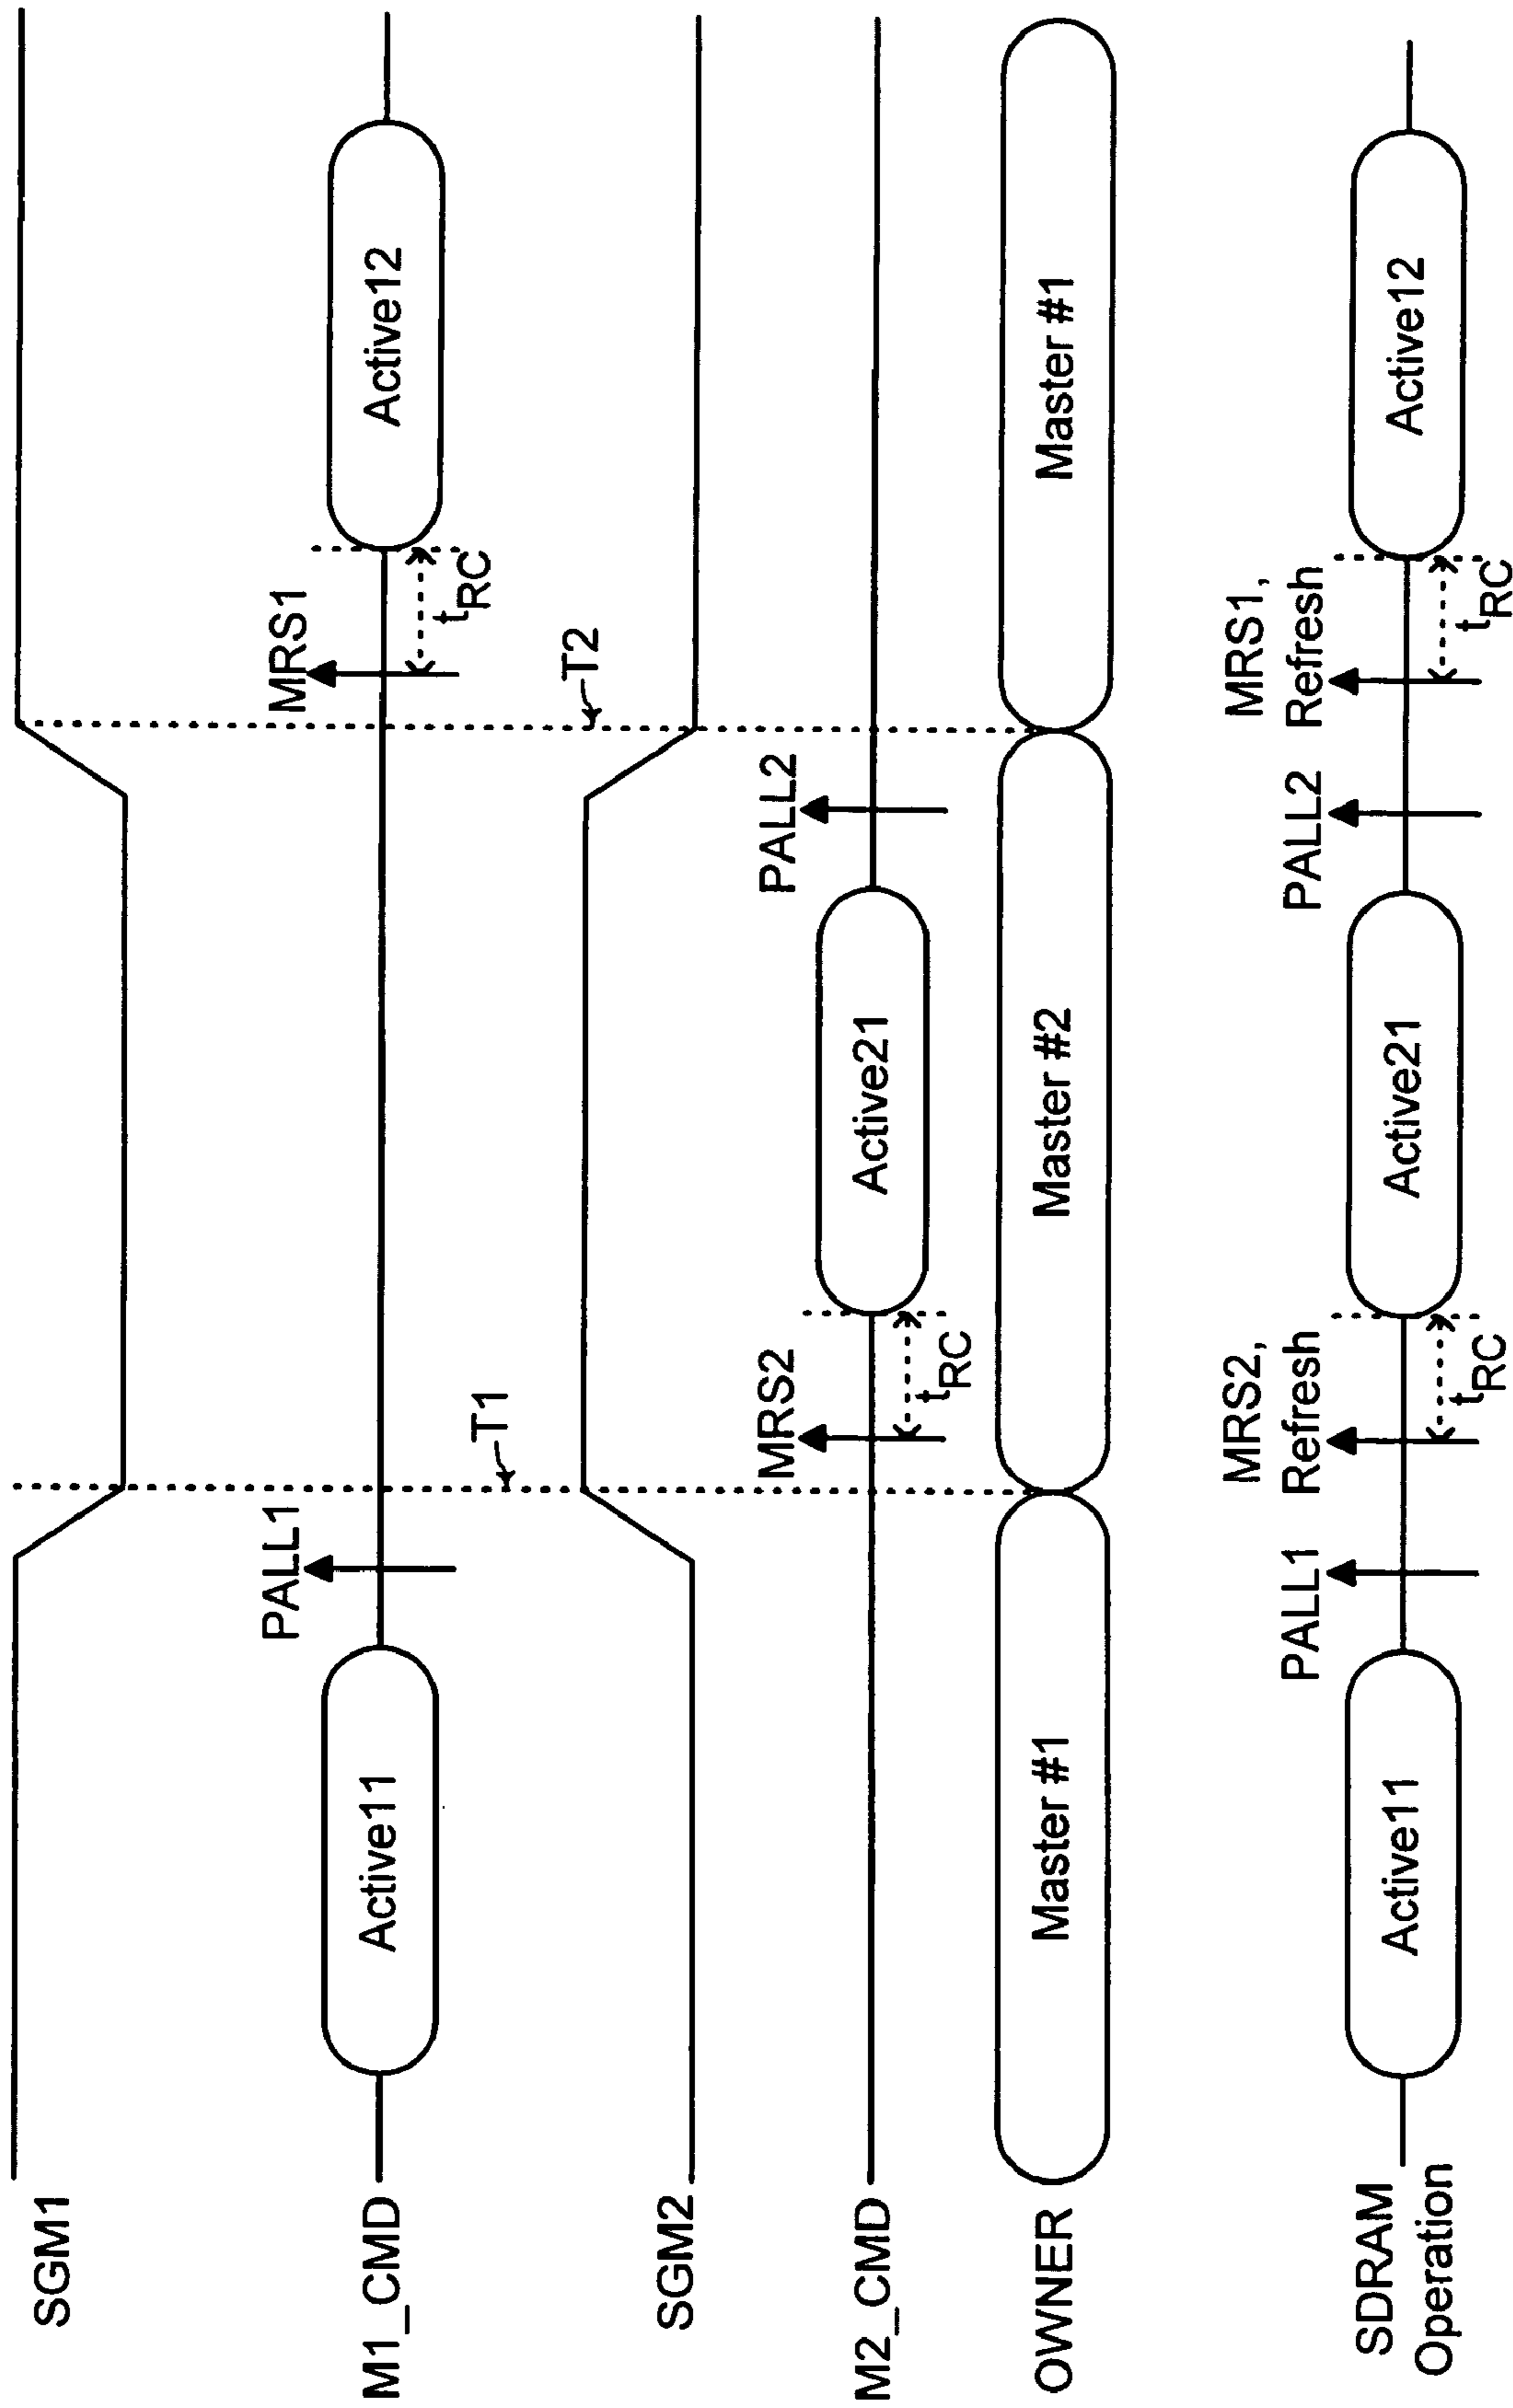 SGM1
M1_CMD
Active11
PALL1
MRS1
tRC
Active12
T1
T2
SGM2
M2_CMD
MRS2
tRC
Active21
PALL2
OWNER
Master #1
Master #2
Master #1
SDRAM
Operation
Active11
PALL1
MRS2,
Refresh
tRC
Active21
PALL2
MRS1,
Refresh
tRC
Active12